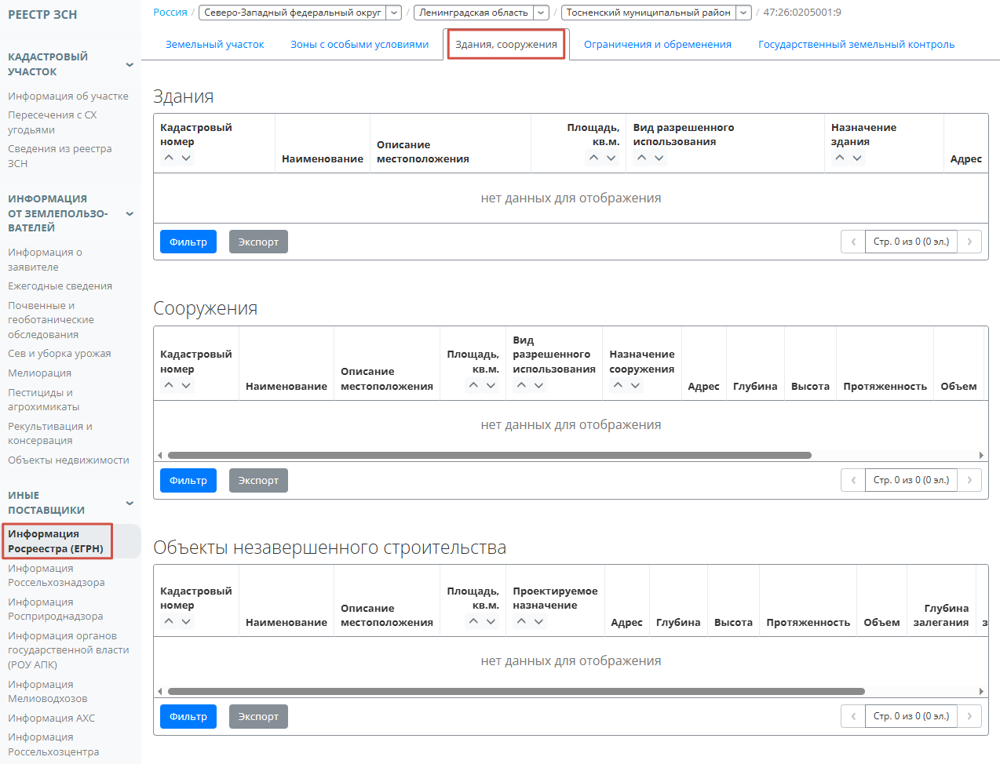 РЕЕСТР ЗСН
КАДАСТРОВЫЙ
УЧАСТОК
Информация об участке
Пересечения с СХ
угодьями
Сведения из реестра
ЗСН
ИНФОРМАЦИЯ
ОТ ЗЕМЛЕПОЛЬЗО-
ВАТЕЛЕЙ
Информация о
заявителе
Ежегодные сведения
Почвенные и
геоботанические
обследования
Сев и уборка урожая
Мелиорация
Пестициды и
агрохимикаты
Рекультивация и
консервация
Объекты недвижимости
ИНЫЕ
ПОСТАВЩИКИ
Информация
Росреестра (ЕГРН)
Информация
Россельхознадзора
Информация
Росприроднадзора
Информация органов
государственной власти
(РОУ АПК)
Информация
Мелиоводхозов
Информация АХС
Информация
Россельхозцентра
Россия / Северо-Западный федеральный округ / Ленинградская область / Тосненский муниципальный район / 47:26:0205001:9
Земельный участок Зоны с особыми условиями Здания, сооружения Ограничения и обременения Государственный земельный контроль
Здания
Кадастровый
номер
Наименование
Описание
местоположения
Площадь,
кв.м.
Вид разрешенного
использования
Назначение
здания
Адрес
нет данных для отображения
Фильтр Экспорт Стр. 0 из 0 (0 эл.)
Сооружения
Кадастровый
номер
Наименование
Описание
местоположения
Площадь,
кв.м.
Вид
разрешенного
использования
Назначение
сооружения
Адрес
Глубина
Высота
Протяженность
Объем
нет данных для отображения
Фильтр Экспорт Стр. 0 из 0 (0 эл.)
Объекты незавершенного строительства
Кадастровый
номер
Наименование
Описание
местоположения
Площадь,
кв.м.
Проектируемое
назначение
Адрес
Глубина
Высота
Протяженность
Объем
Глубина
залегания
нет данных для отображения
Фильтр Экспорт Стр. 0 из 0 (0 эл.)